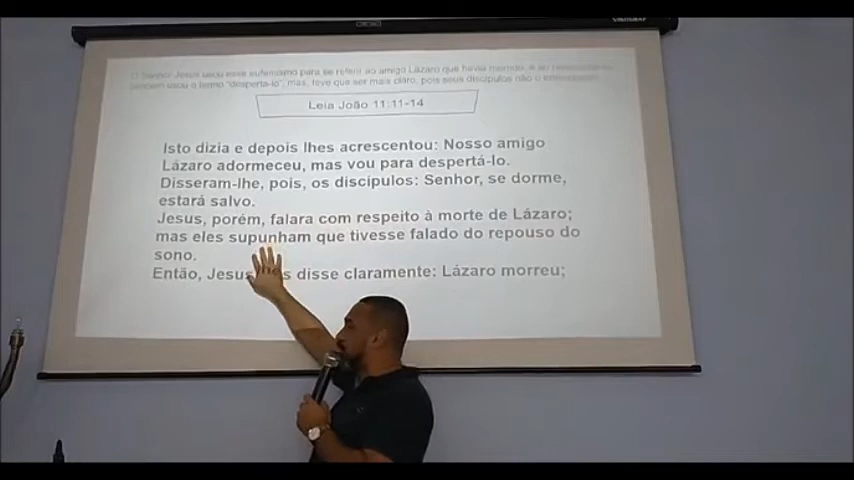 O Senhor Jesus usou esse eufemismo para se referir ao amigo Lázaro que havia morrido, e ao
também usou o termo "despertá-lo", mas, teve que ser mais claro, pois seus discípulos não o
Leia João 11:11-14
Isto dizia e depois lhes acrescentou: Nosso amigo
Lázaro adormeceu, mas vou para despertá-lo.
Disseram-lhe, pois, os discípulos: Senhor, se dorme,
estará salvo.
Jesus, porém, falara com respeito à morte de Lázaro;
mas eles supunham que tivesse falado do repouso do
sono.
Então, Jesus lhes disse claramente: Lázaro morreu;